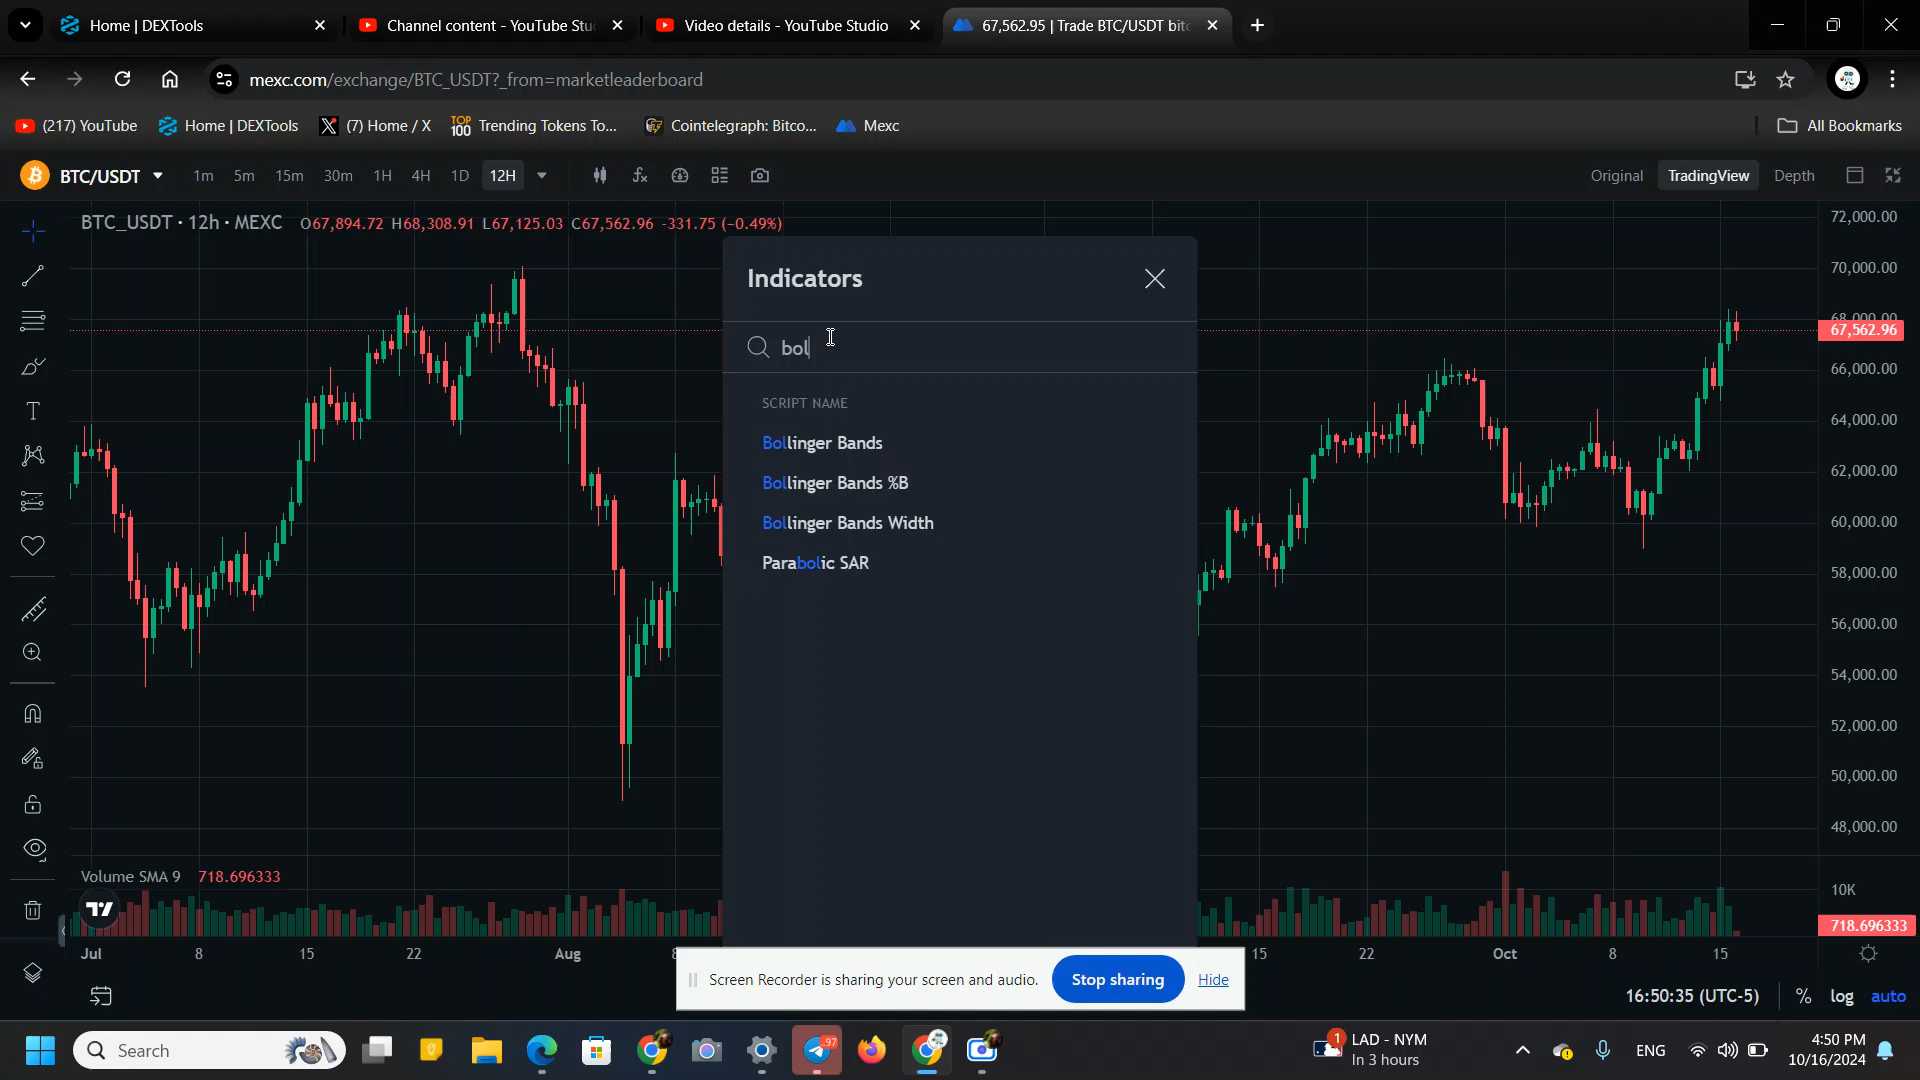 Home | DEXTools
Channel content - YouTube Stu
Video details - YouTube Studio
67,562.95 | Trade BTC/USDT bitc
mexc.com/exchange/BTC_USDT?_from=marketleaderboard
(217) YouTube
Home | DEXTools
(7) Home / X
TOP 100
Trending Tokens To...
Cointelegraph: Bitco...
Mexc
All Bookmarks
BTC/USDT
1m 5m 15m 30m 1H 4H 1D 12H
Original TradingView Depth
BTC_USDT · 12h · MEXC O67,894.72 H68,308.91 L67,125.03 C67,562.96 -331.75 (-0.49%)
Indicators
bol
SCRIPT NAME
Bollinger Bands
Bollinger Bands %B
Bollinger Bands Width
Parabolic SAR
72,000.00
70,000.00
68,000.00
67,562.96
66,000.00
64,000.00
62,000.00
60,000.00
58,000.00
56,000.00
54,000.00
52,000.00
50,000.00
48,000.00
Volume SMA 9 718.696333
10K
718.696333
Jul 8 15 22 Aug 15 22 Oct 8 15
Screen Recorder is sharing your screen and audio. Stop sharing Hide
16:50:35 (UTC-5) % log auto
Search
97
1
LAD - NYM
In 3 hours
ENG
4:50 PM
10/16/2024